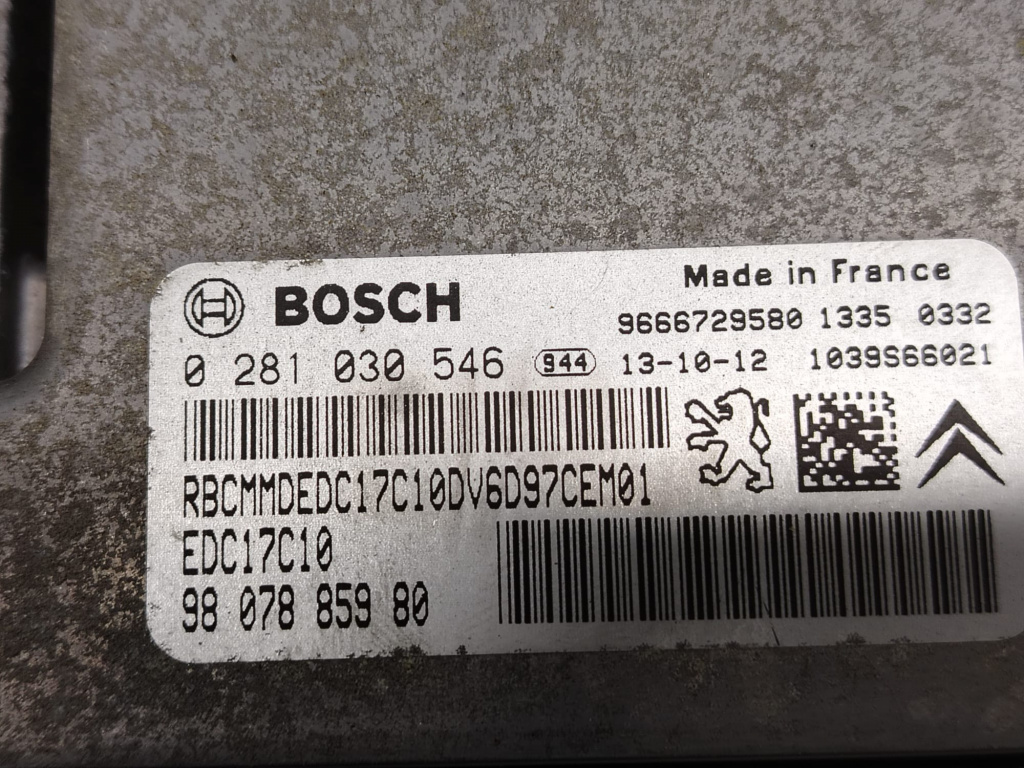 BOSCH
Made in France
9666729580 1335 0332
0 281 030 546 944 13-10-12 1039S66021
RBCMMDEDC17C10DV6D97CEM01
EDC17C10
98 078 859 80